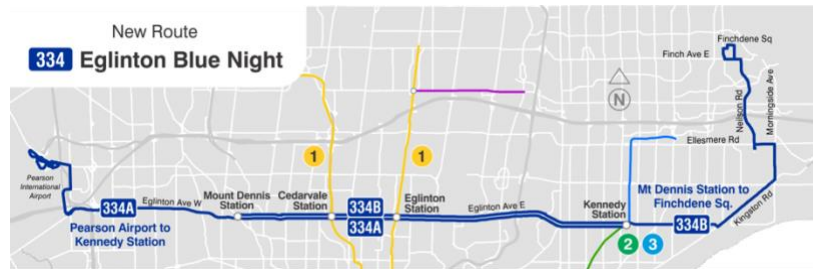 New Route
334 Eglinton Blue Night
Finchdene Sq
Finch Ave E
Neilson Rd
Morningside Ave
N
Ellesmere Rd
1
1
Pearson
International
Airport
334A
Eglinton Ave W
Pearson Airport to
Kennedy Station
Mount Dennis
Station
Cedarvale
Station
334B
334A
Eglinton
Station
Eglinton Ave E
Kennedy
Station
2
3
Mt Dennis Station to
Finchdene Sq.
334B
Kingston Rd